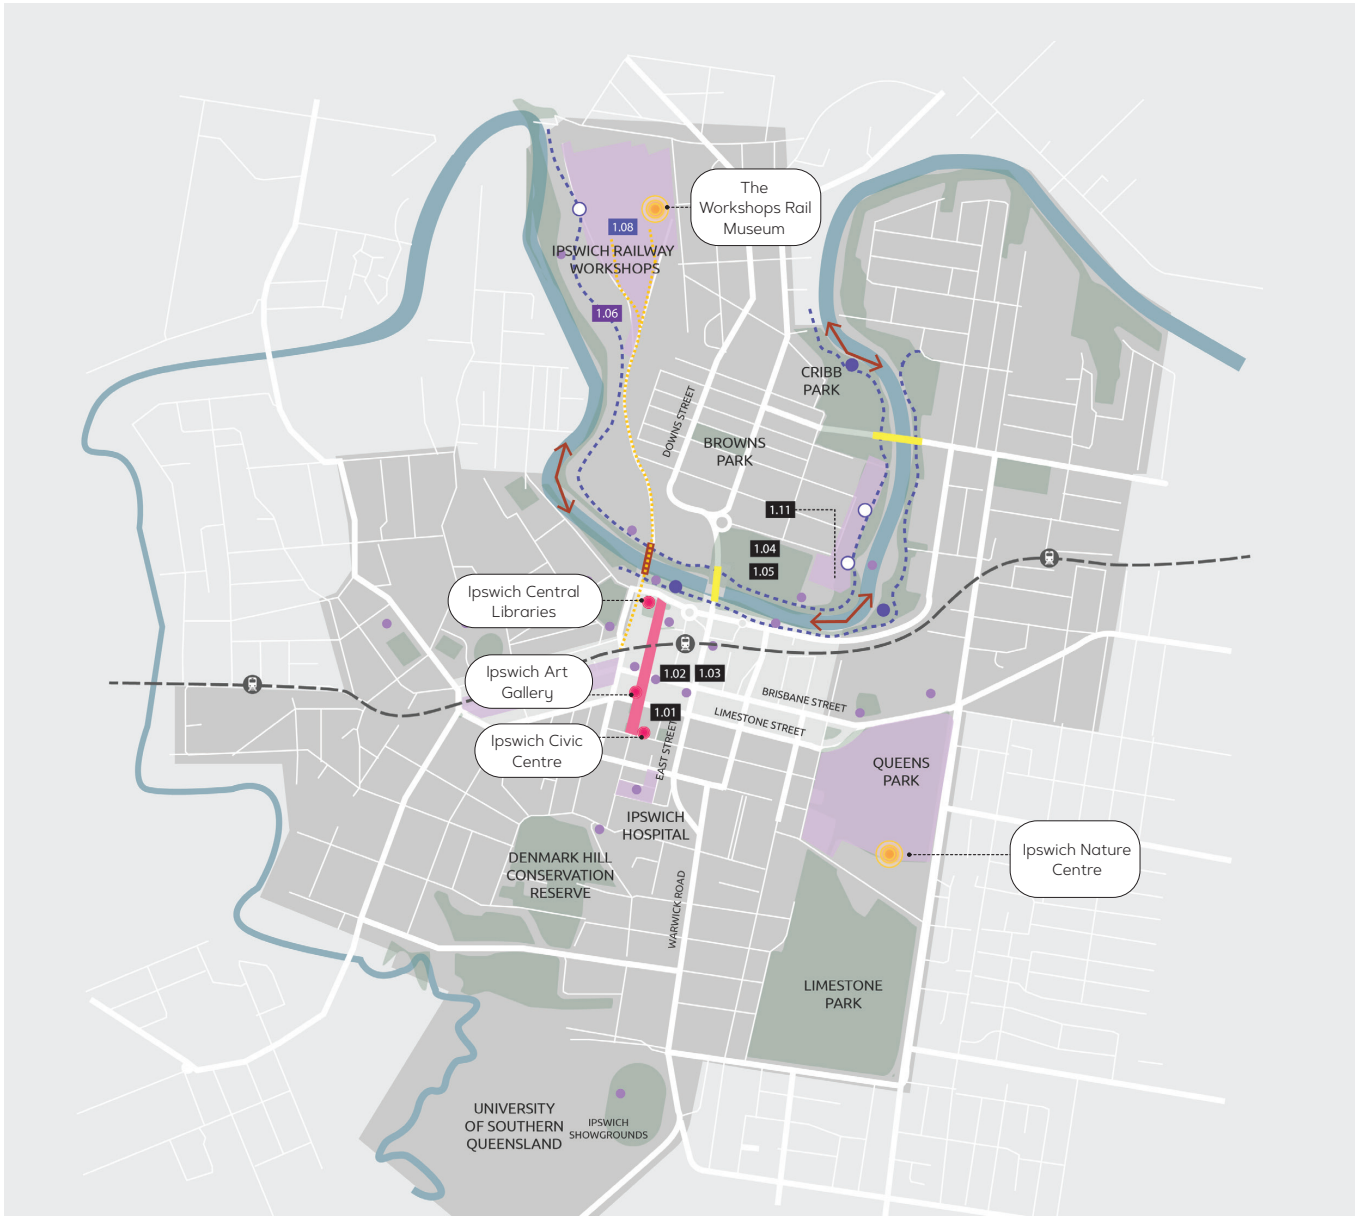 The
Workshops Rail
Museum
1.08
IPSWICH RAILWAY
WORKSHOPS
1.06
CRIBB
PARK
DOWNS STREET
BROWNS
PARK
1.11
1.04
1.05
Ipswich Central
Libraries
Ipswich Art
Gallery
1.02
1.03
1.01
BRISBANE STREET
LIMESTONE STREET
Ipswich Civic
Centre
EAST STREET
QUEENS
PARK
IPSWICH
HOSPITAL
Ipswich Nature
Centre
DENMARK HILL
CONSERVATION
RESERVE
WARWICK ROAD
LIMESTONE
PARK
UNIVERSITY
OF SOUTHERN
QUEENSLAND
IPSWICH
SHOWGROUNDS